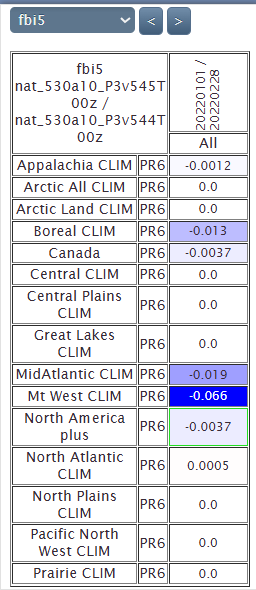 fbi5 < >
fbi5
nat_530a10_P3v545T
00z /
nat_530a10_P3v544T
00z
20220101 /
20220228
All
Appalachia CLIM PR6 -0.0012
Arctic All CLIM PR6 0.0
Arctic Land CLIM PR6 0.0
Boreal CLIM PR6 -0.013
Canada PR6 -0.0037
Central CLIM PR6 0.0
Central Plains
CLIM PR6 0.0
Great Lakes
CLIM PR6 0.0
MidAtlantic CLIM PR6 -0.019
Mt West CLIM PR6 -0.066
North America
plus PR6 -0.0037
North Atlantic
CLIM PR6 0.0005
North Plains
CLIM PR6 0.0
Pacific North
West CLIM PR6 0.0
Prairie CLIM PR6 0.0